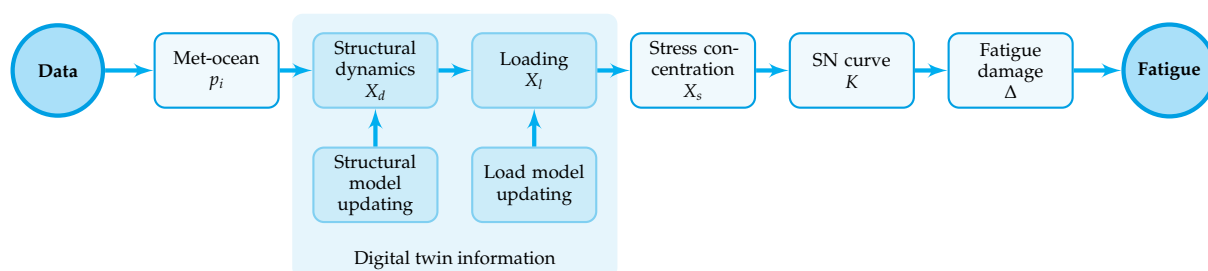 Data
Met-ocean
p_i
Structural
dynamics
X_d
Loading
X_l
Stress con-
centration
X_s
SN curve
K
Fatigue
damage
Δ
Fatigue
Structural
model
updating
Load model
updating
Digital twin information